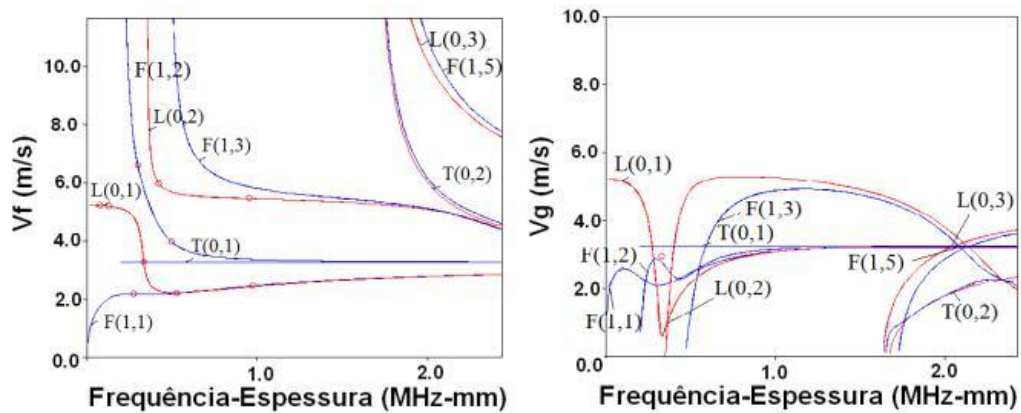 Vf (m/s)
10.0
8.0
6.0
4.0
2.0
0.0
F(1,2)
L(0,2)
F(1,3)
L(0,1)
T(0,1)
F(1,1)
L(0,3)
F(1,5)
T(0,2)
1.0
2.0
Frequência-Espessura (MHz-mm)
Vg (m/s)
10.0
8.0
6.0
4.0
2.0
0.0
L(0,1)
F(1,3)
T(0,1)
F(1,2)
L(0,2)
F(1,1)
L(0,3)
F(1,5)
T(0,2)
1.0
2.0
Frequência-Espessura (MHz-mm)